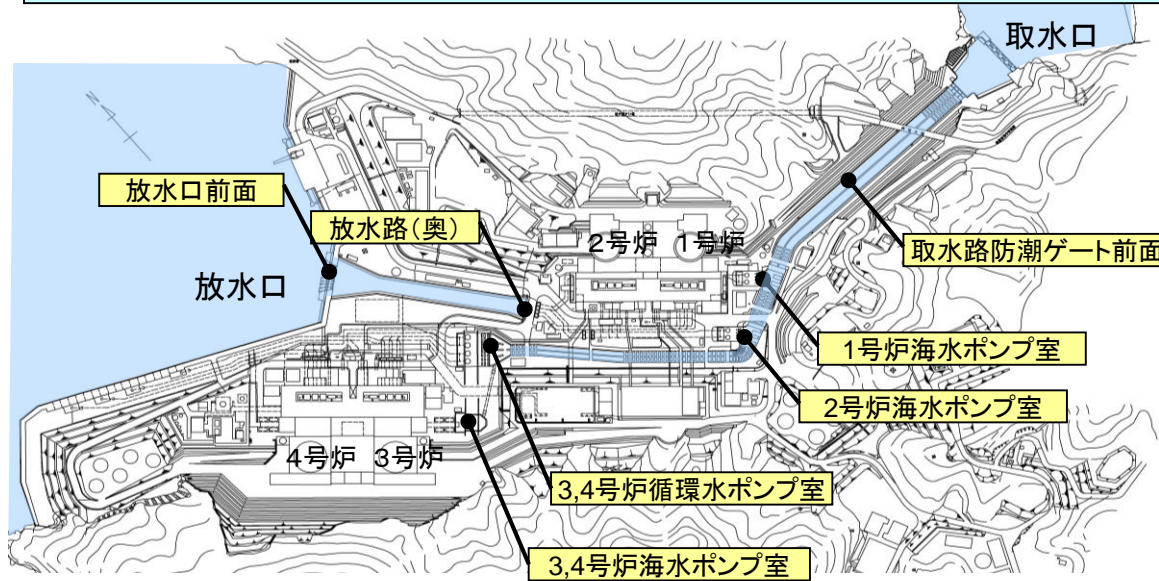 取水口
放水口前面
放水路(奥)
2号炉
1号炉
取水路防潮ゲート前面
放水口
1号炉海水ポンプ室
2号炉海水ポンプ室
4号炉
3号炉
3,4号炉循環水ポンプ室
3,4号炉海水ポンプ室